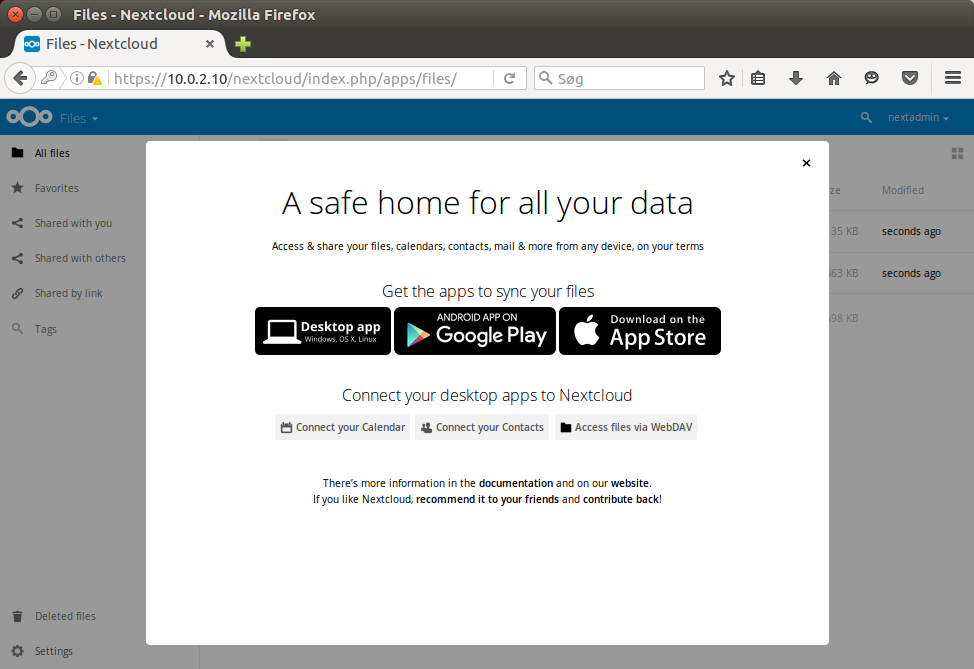 Files - Nextcloud - Mozilla Firefox
Files - Nextcloud
https://10.0.2.10/nextcloud/index.php/apps/files/
Søg
Files
nextadmin
All files
Favorites
Shared with you
Shared with others
Shared by link
Tags
Deleted files
Settings
Modified
35 KB seconds ago
63 KB seconds ago
98 KB
A safe home for all your data
Access & share your files, calendars, contacts, mail & more from any device, on your terms
Get the apps to sync your files
Desktop app
Windows, OS X, Linux
ANDROID APP ON
Google Play
Download on the
App Store
Connect your desktop apps to Nextcloud
Connect your Calendar Connect your Contacts Access files via WebDAV
There's more information in the documentation and on our website.
If you like Nextcloud, recommend it to your friends and contribute back!